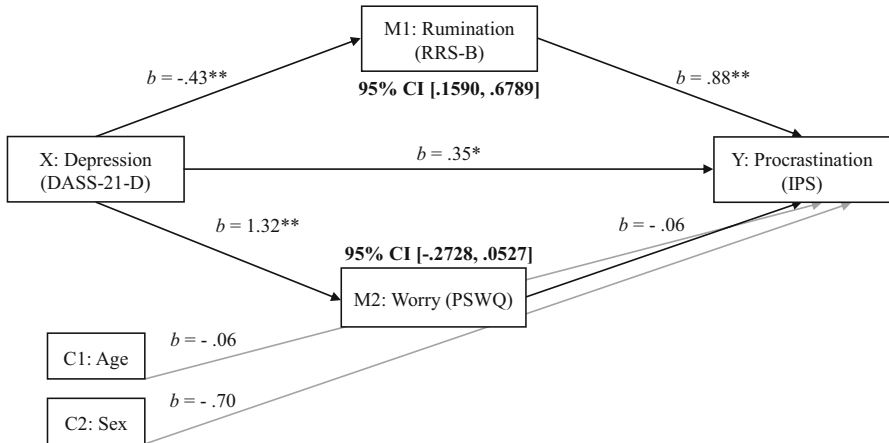 M1: Rumination
(RRS-B)
b = -.43**
b = .88**
95% CI [.1590, .6789]
X: Depression
(DASS-21-D)
b = .35*
Y: Procrastination
(IPS)
b = 1.32**
95% CI [-.2728, .0527]
b = - .06
M2: Worry (PSWQ)
C1: Age
b = - .06
C2: Sex
b = - .70